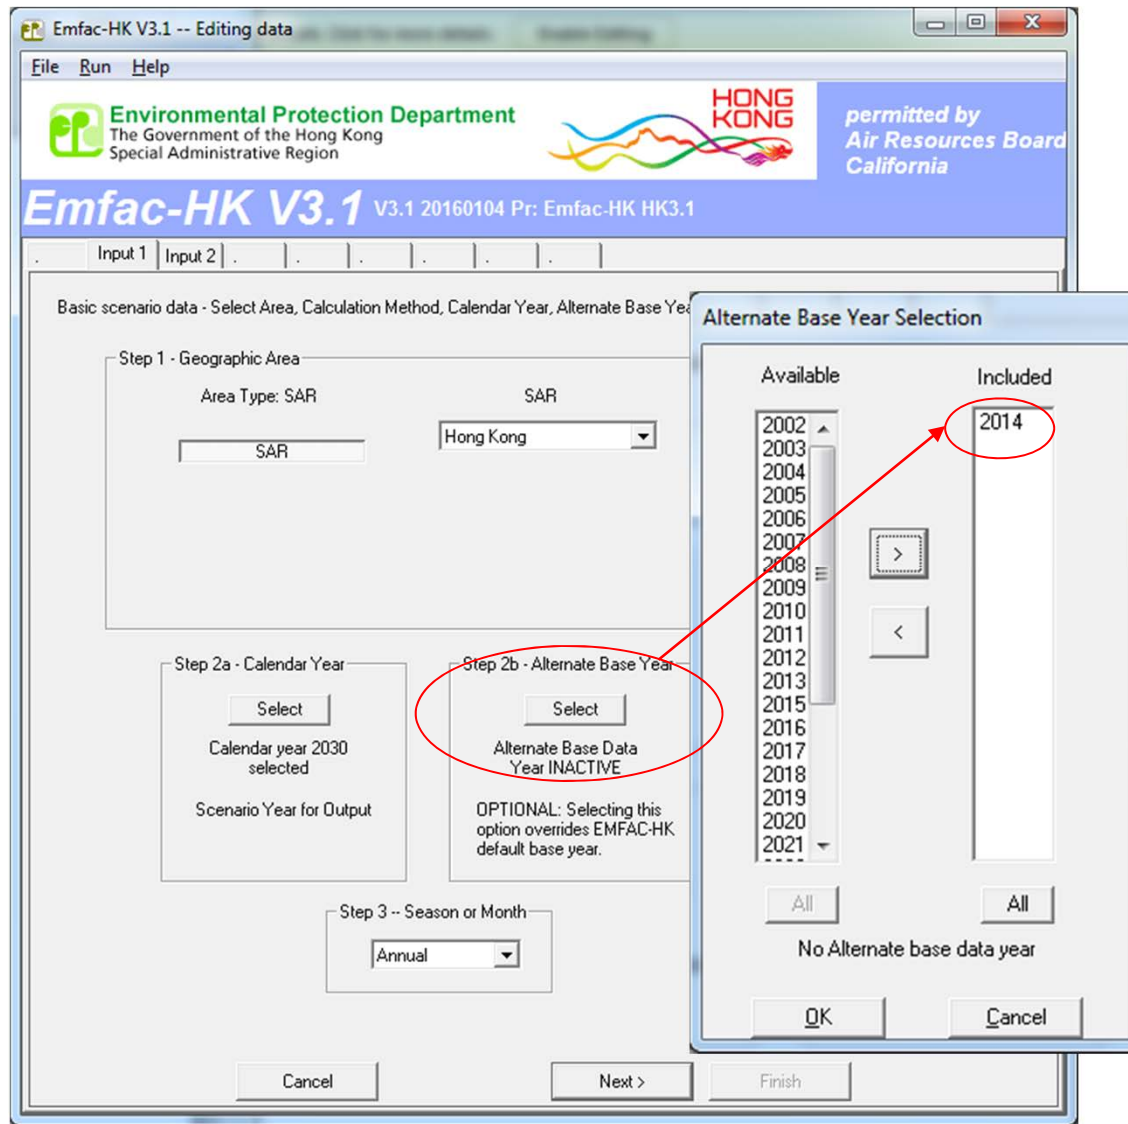 Emfac-HK V3.1 -- Editing data
File Run Help
Environmental Protection Department
The Government of the Hong Kong
Special Administrative Region
HONG
KONG
permitted by
Air Resources Board
California
Emfac-HK V3.1 V3.1 20160104 Pr: Emfac-HK HK3.1
. Input 1 Input 2 . . . . . .
Basic scenario data - Select Area, Calculation Method, Calendar Year, Alternate Base Yea
Step 1 - Geographic Area
Area Type: SAR SAR
SAR Hong Kong
Step 2a - Calendar Year
Select
Calendar year 2030
selected
Scenario Year for Output
Step 2b - Alternate Base Year
Select
Alternate Base Data
Year INACTIVE
OPTIONAL: Selecting this
option overrides EMFAC-HK
default base year.
Step 3 -- Season or Month
Annual
Cancel Next > Finish
Alternate Base Year Selection
Available Included
2002 2014
2003
2004
2005
2006
2007
2008
2009
2010
2011
2012
2013
2015
2016
2017
2018
2019
2020
2021
>
<
All All
No Alternate base data year
OK Cancel